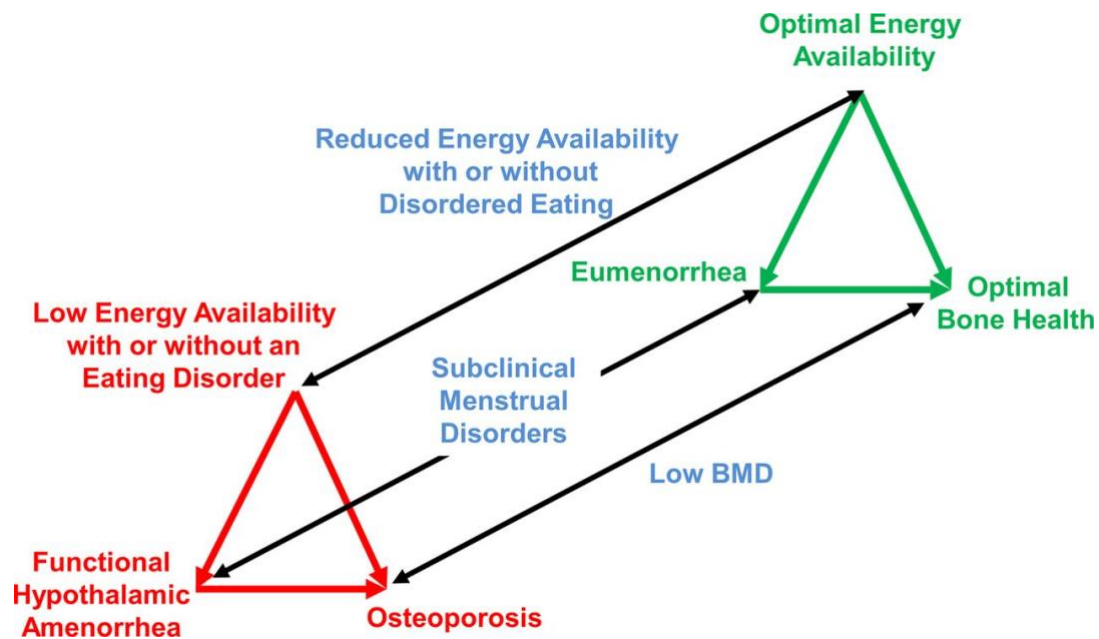 Optimal Energy
Availability
Reduced Energy Availability
with or without
Disordered Eating
Eumenorrhea
Optimal
Bone Health
Low Energy Availability
with or without an
Eating Disorder
Subclinical
Menstrual
Disorders
Low BMD
Functional
Hypothalamic
Amenorrhea
Osteoporosis